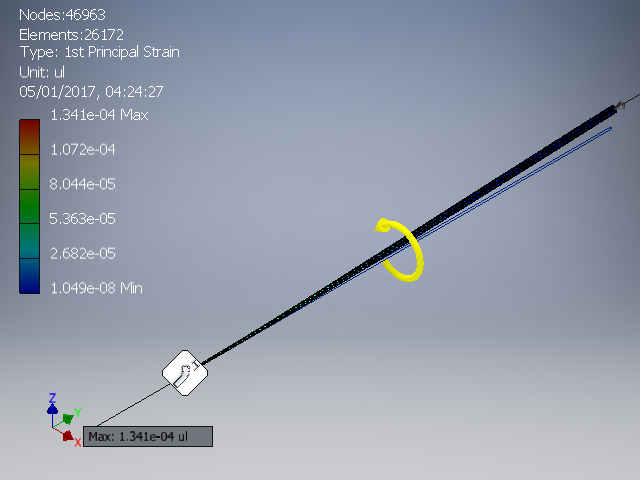 Nodes:46963
Elements:26172
Type: 1st Principal Strain
Unit: ul
05/01/2017, 04:24:27
1.341e-04 Max
1.072e-04
8.044e-05
5.363e-05
2.682e-05
1.049e-08 Min
Z
Y
X
Max: 1.341e-04 ul